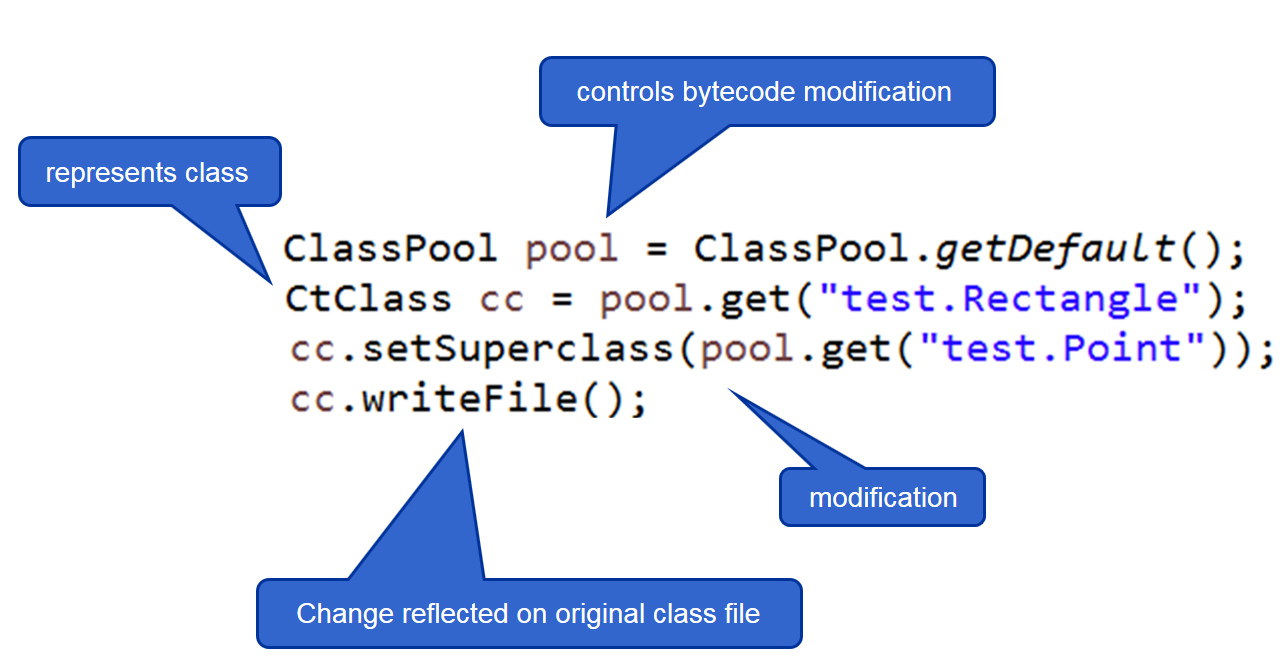 controls bytecode modification
represents class
ClassPool pool = ClassPool.getDefault();
CtClass cc = pool.get("test.Rectangle");
cc.setSuperclass(pool.get("test.Point"));
cc.writeFile();
modification
Change reflected on original class file